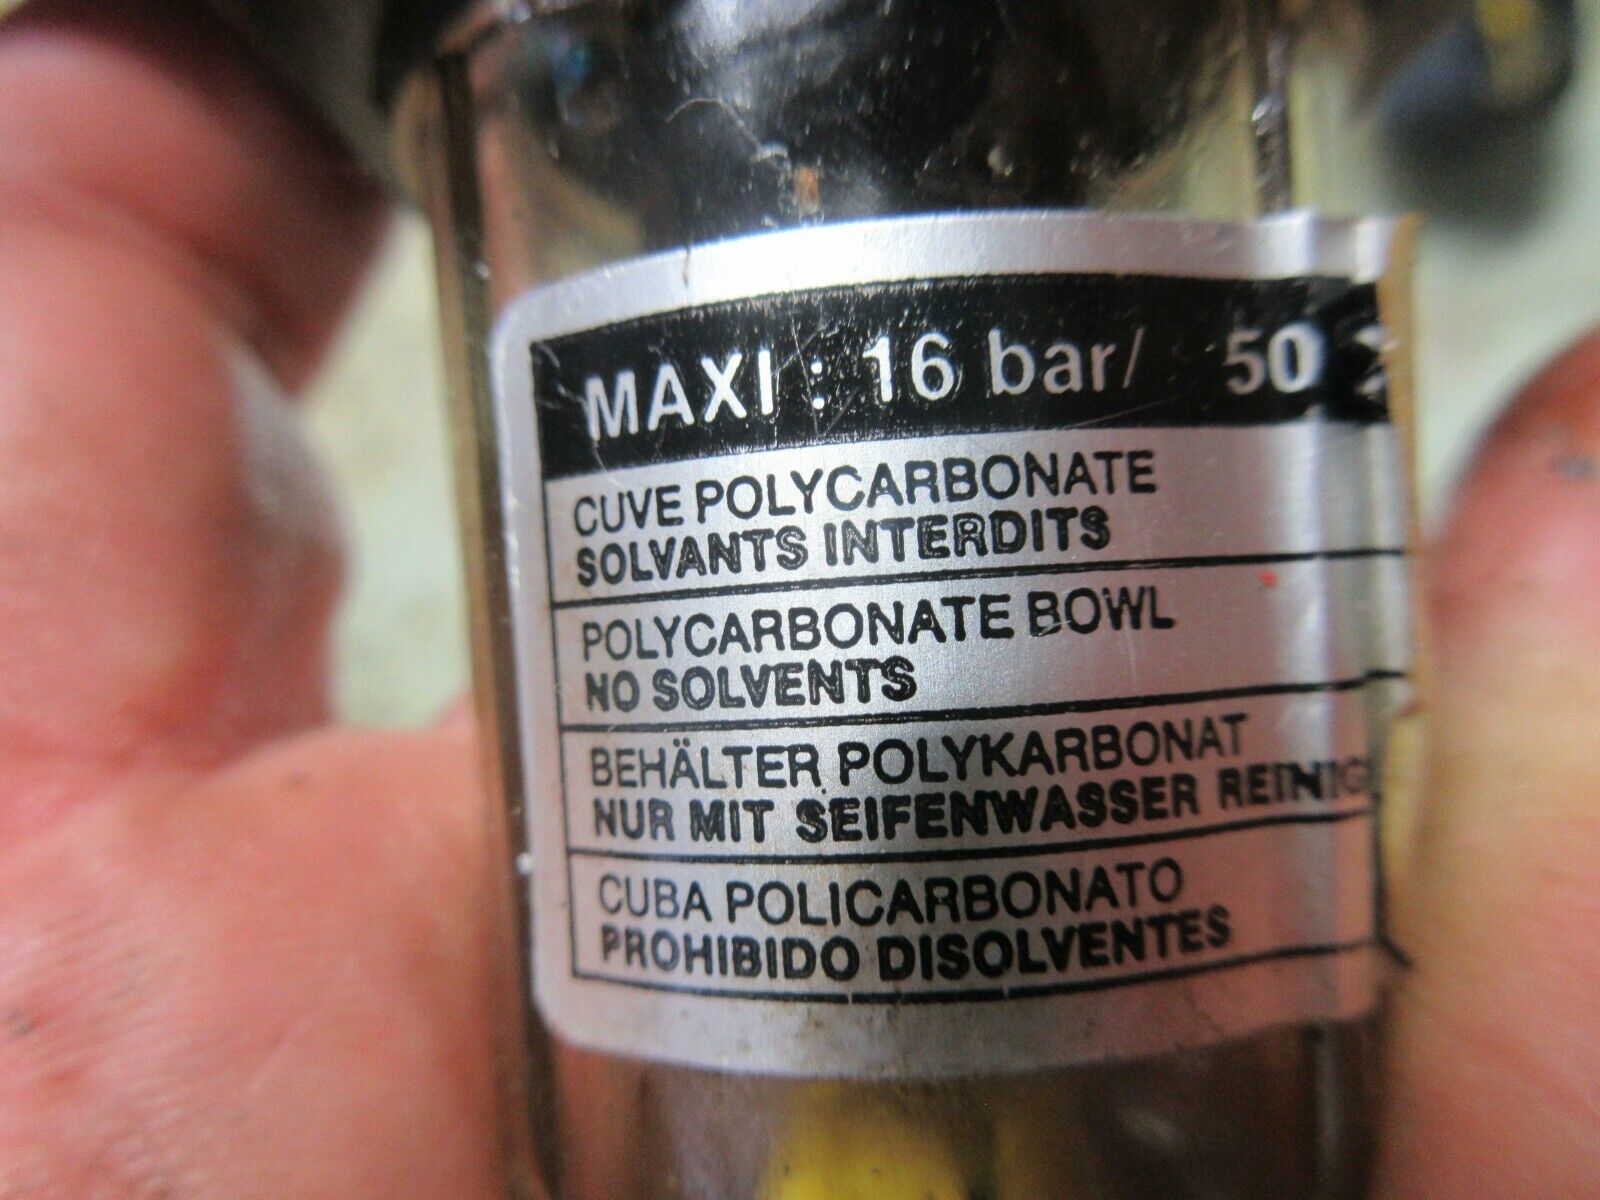 MAXI : 16 bar/ 50
CUVE POLYCARBONATE
SOLVANTS INTERDITS
POLYCARBONATE BOWL
NO SOLVENTS
BEHÄLTER POLYKARBONAT
NUR MIT SEIFENWASSER REINIG
CUBA POLICARBONATO
PROHIBIDO DISOLVENTES